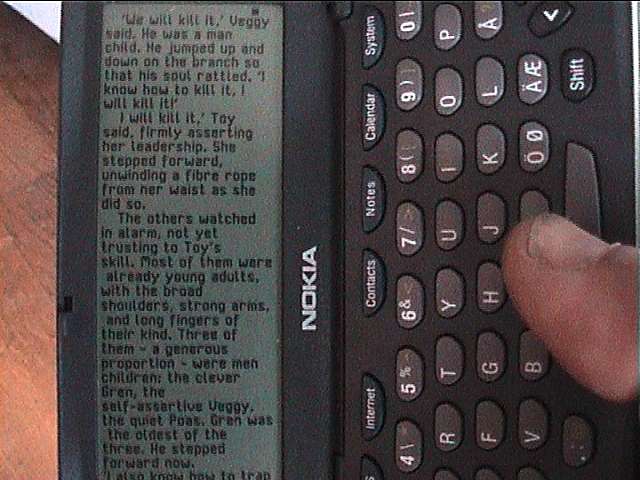 'We will kill it,' Veggy
said. He was a man
child. He jumped up and
down on the branch so
that his soul rattled. 'I
know how to kill it, I
will kill it!'
I will kill it,' Toy
said, firmly asserting
her leadership. She
stepped forward,
unwinding a fibre rope
from her waist as she
did so.
The others watched
in alarm, not yet
trusting to Toy's
skill. Most of them were
already young adults,
with the broad
shoulders, strong arms,
and long fingers of
their kind. Three of
them - a generous
proportion - were men
children: the clever
Gren, the
self-assertive Veggy,
the quiet Poas. Gren was
the oldest of the
three. He stepped
forward now.
'I also know how to trap
NOKIA
System
Calendar
Notes
Contacts
Internet
0
9 )
8 (
7 /
6 &
5 %
4
P Å
O L ÄÆ
I K ÖØ
U J
Y H
T G B
R F V
Shift